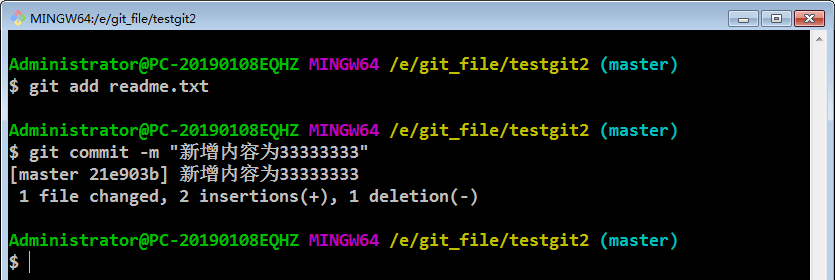 MINGW64:/e/git_file/testgit2
Administrator@PC-20190108EQHZ MINGW64 /e/git_file/testgit2 (master)
$ git add readme.txt
Administrator@PC-20190108EQHZ MINGW64 /e/git_file/testgit2 (master)
$ git commit -m "新增内容为33333333"
[master 21e903b] 新增内容为33333333
 1 file changed, 2 insertions(+), 1 deletion(-)
Administrator@PC-20190108EQHZ MINGW64 /e/git_file/testgit2 (master)
$